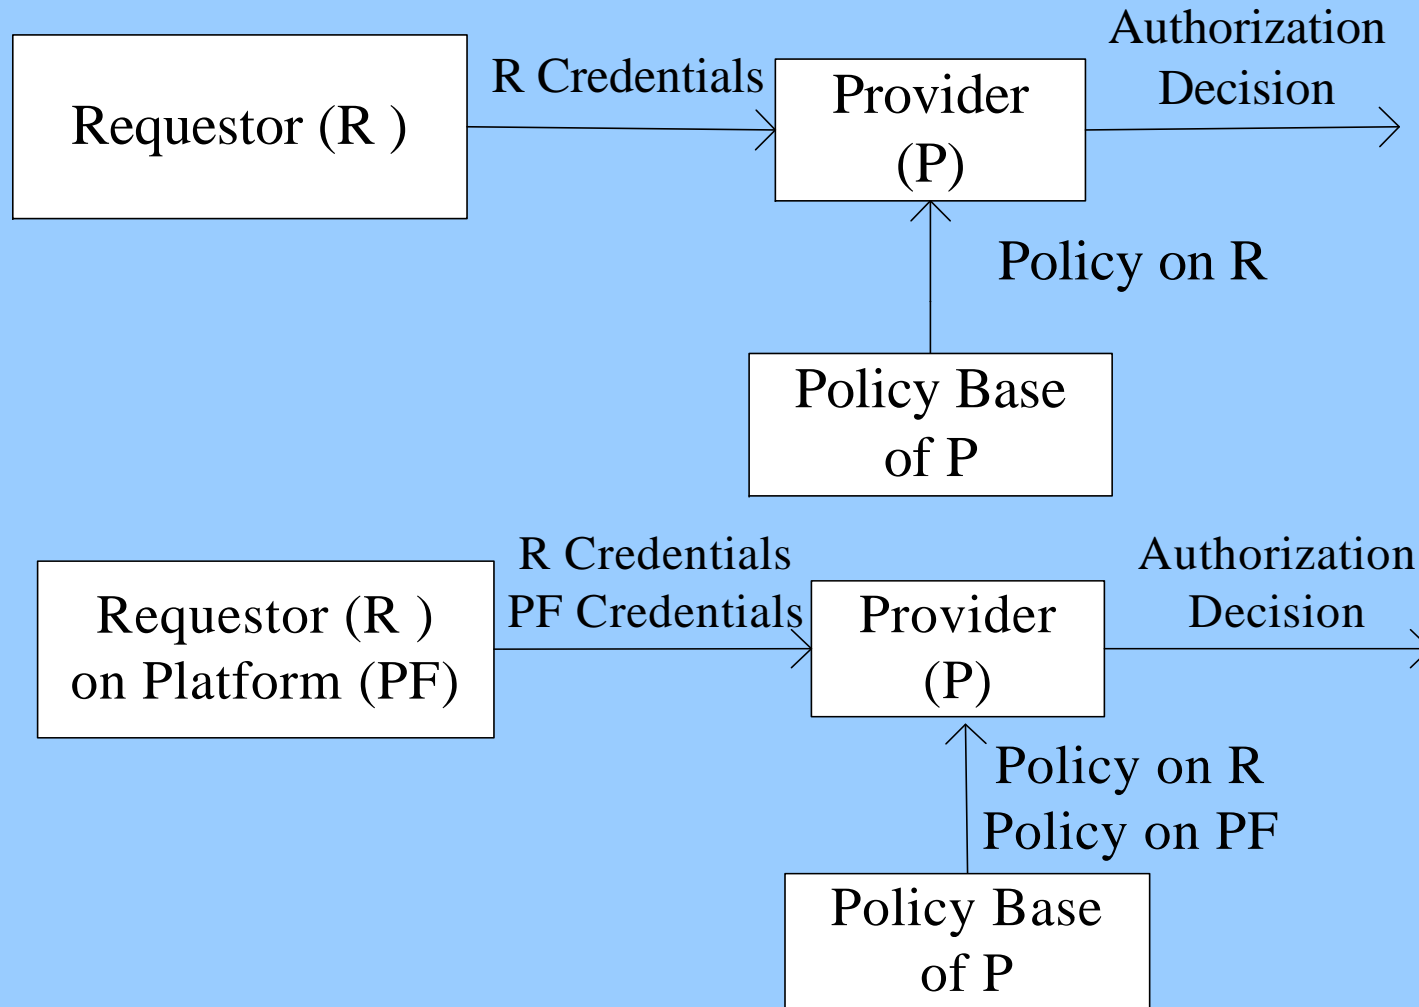 Requestor (R )
R Credentials
Provider
(P)
Authorization
Decision
Policy on R
Policy Base
of P
Requestor (R )
on Platform (PF)
R Credentials
PF Credentials
Provider
(P)
Authorization
Decision
Policy on R
Policy on PF
Policy Base
of P